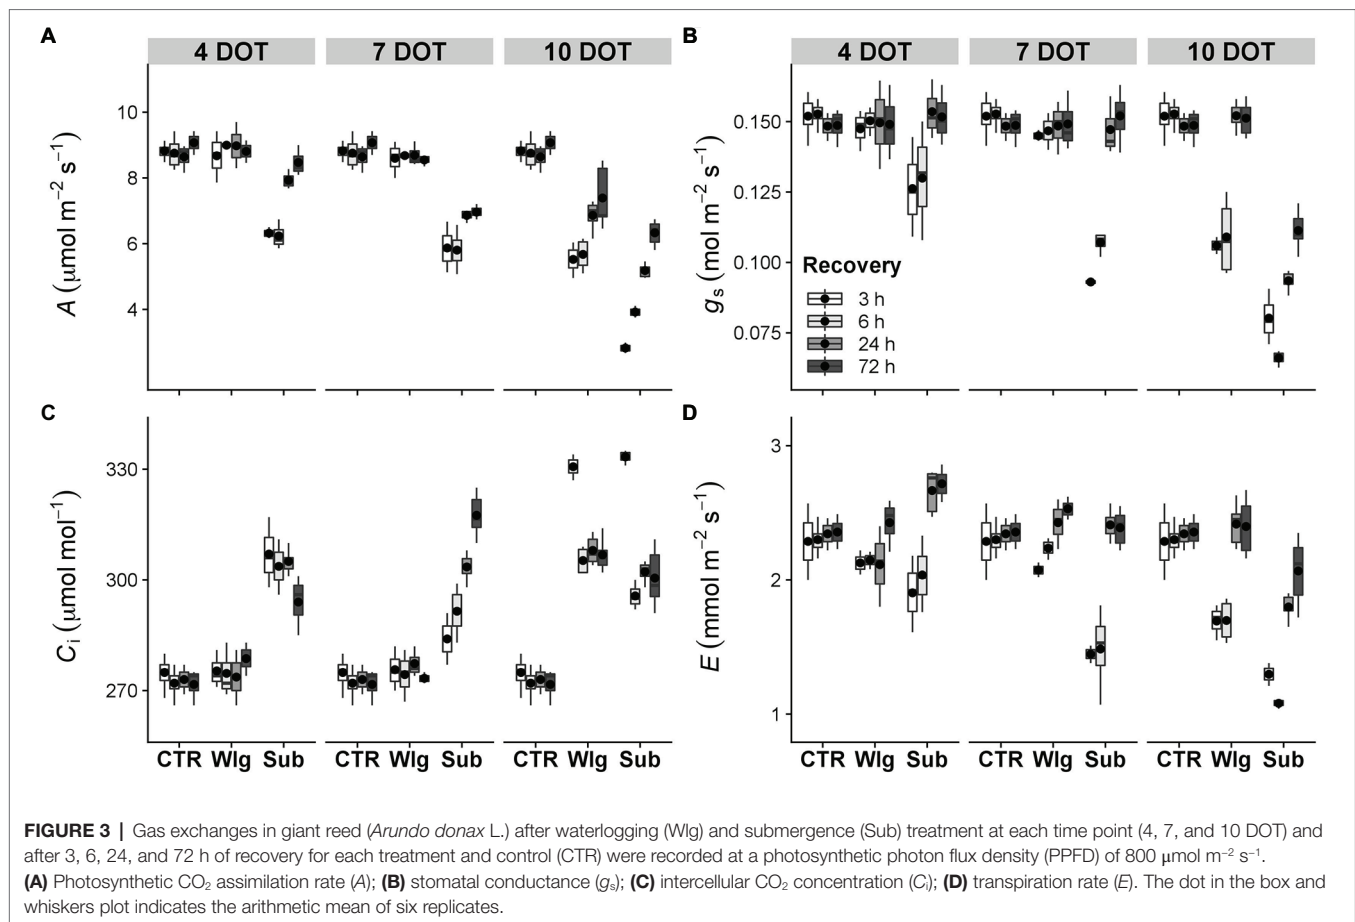 A
4 DOT
7 DOT
10 DOT
10
8
6
4
A (μmol m−2 s−1)
B
4 DOT
7 DOT
10 DOT
0.150
0.125
0.100
0.075
gs (mol m−2 s−1)
Recovery
3 h
6 h
24 h
72 h
C
330
300
270
Ci (μmol mol−1)
CTR Wlg Sub
CTR Wlg Sub
CTR Wlg Sub
D
3
2
1
E (mmol m−2 s−1)
CTR Wlg Sub
CTR Wlg Sub
CTR Wlg Sub
FIGURE 3 | Gas exchanges in giant reed (Arundo donax L.) after waterlogging (Wlg) and submergence (Sub) treatment at each time point (4, 7, and 10 DOT) and
after 3, 6, 24, and 72 h of recovery for each treatment and control (CTR) were recorded at a photosynthetic photon flux density (PPFD) of 800 μmol m−2 s−1.
(A) Photosynthetic CO2 assimilation rate (A); (B) stomatal conductance (gs); (C) intercellular CO2 concentration (Ci); (D) transpiration rate (E). The dot in the box and
whiskers plot indicates the arithmetic mean of six replicates.